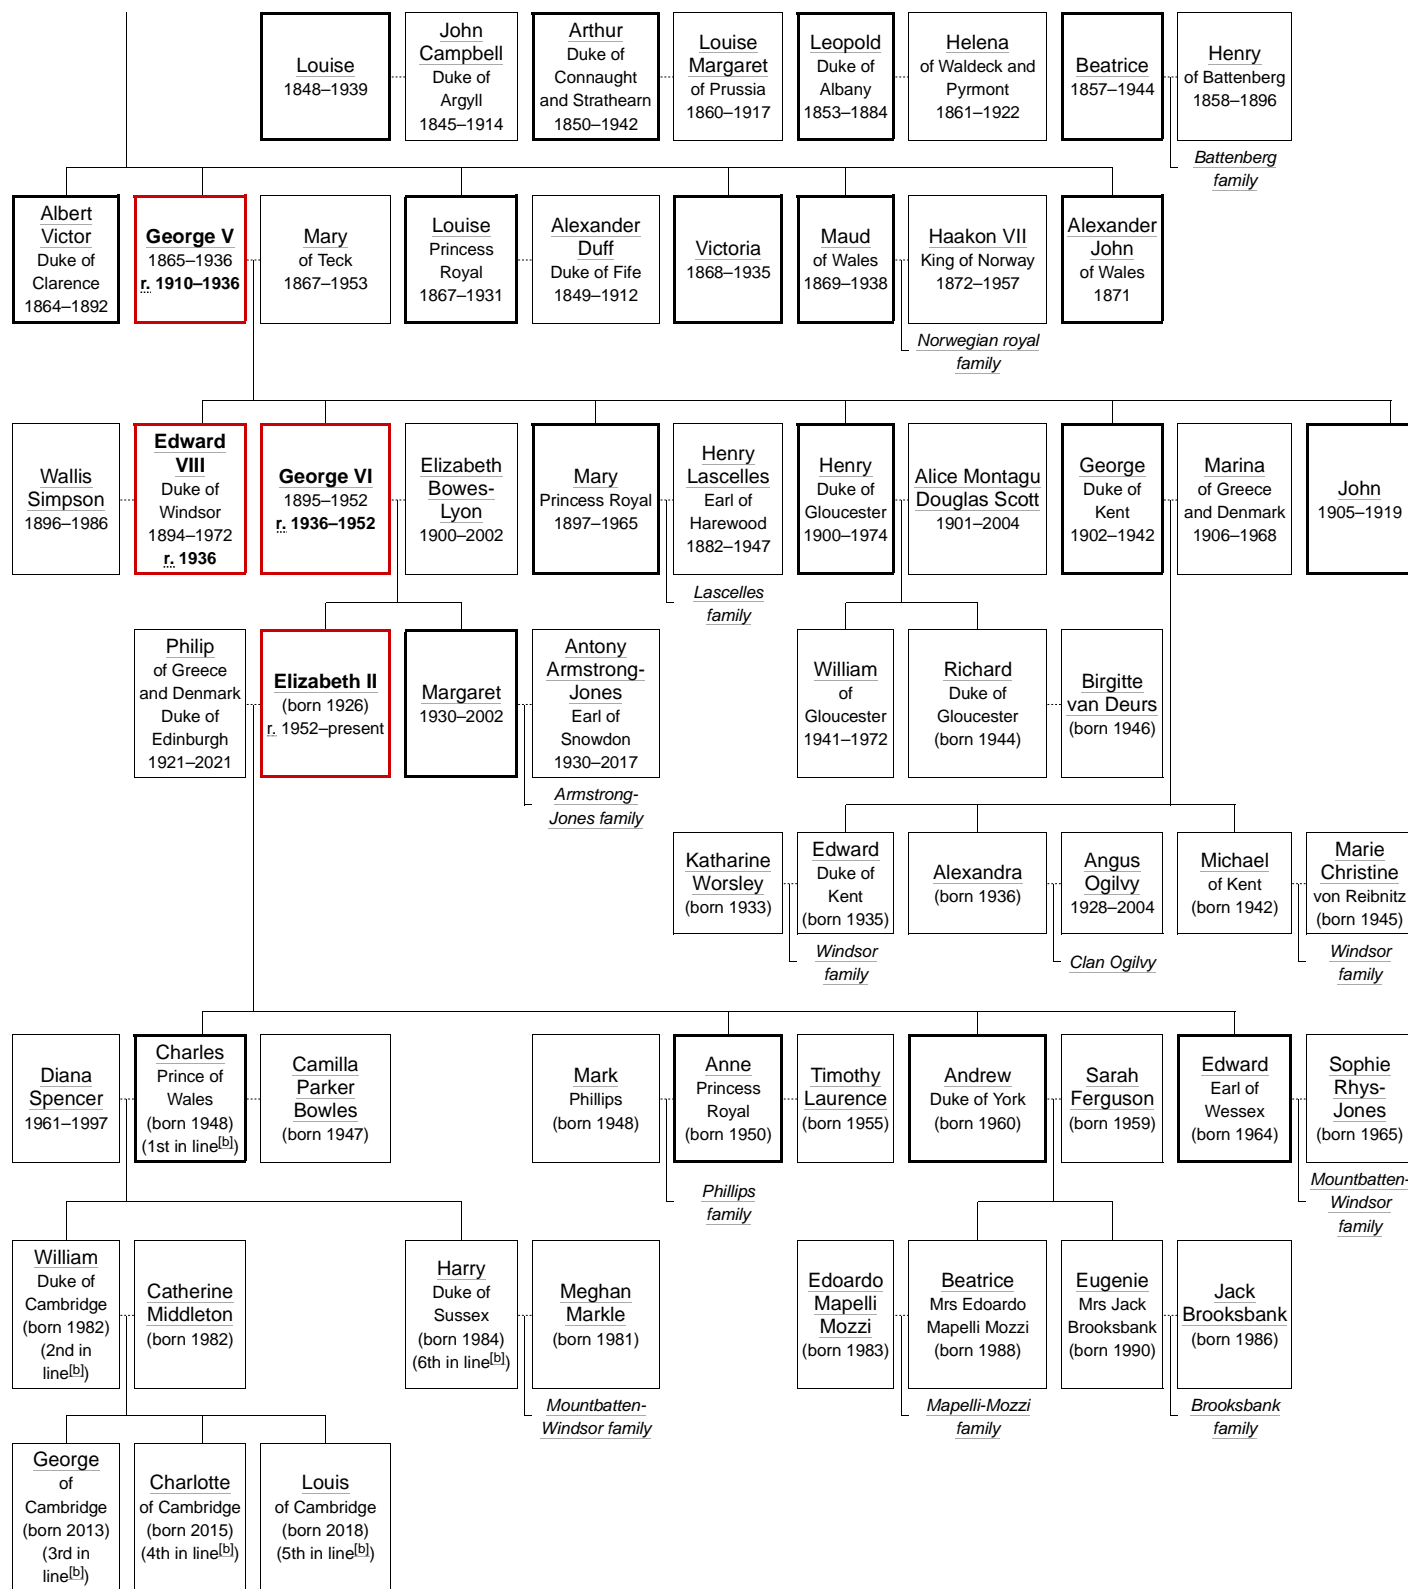 Louise
1848–1939
John
Campbell
Duke of
Argyll
1845–1914
Arthur
Duke of
Connaught
and Strathearn
1850–1942
Louise
Margaret
of Prussia
1860–1917
Leopold
Duke of
Albany
1853–1884
Helena
of Waldeck and
Pyrmont
1861–1922
Beatrice
1857–1944
Henry
of Battenberg
1858–1896
Battenberg
family
Albert
Victor
Duke of
Clarence
1864–1892
George V
1865–1936
r. 1910–1936
Mary
of Teck
1867–1953
Louise
Princess
Royal
1867–1931
Alexander
Duff
Duke of Fife
1849–1912
Victoria
1868–1935
Maud
of Wales
1869–1938
Haakon VII
King of Norway
1872–1957
Alexander
John
of Wales
1871
Norwegian royal
family
Wallis
Simpson
1896–1986
Edward
VIII
Duke of
Windsor
1894–1972
r. 1936
George VI
1895–1952
r. 1936–1952
Elizabeth
Bowes-
Lyon
1900–2002
Mary
Princess Royal
1897–1965
Henry
Lascelles
Earl of
Harewood
1882–1947
Henry
Duke of
Gloucester
1900–1974
Alice Montagu
Douglas Scott
1901–2004
George
Duke of
Kent
1902–1942
Marina
of Greece
and Denmark
1906–1968
John
1905–1919
Lascelles
family
Philip
of Greece
and Denmark
Duke of
Edinburgh
1921–2021
Elizabeth II
(born 1926)
r. 1952–present
Margaret
1930–2002
Antony
Armstrong-
Jones
Earl of
Snowdon
1930–2017
William
of
Gloucester
1941–1972
Richard
Duke of
Gloucester
(born 1944)
Birgitte
van Deurs
(born 1946)
Armstrong-
Jones family
Katharine
Worsley
(born 1933)
Edward
Duke of
Kent
(born 1935)
Alexandra
(born 1936)
Angus
Ogilvy
1928–2004
Michael
of Kent
(born 1942)
Marie
Christine
von Reibnitz
(born 1945)
Windsor
family
Clan Ogilvy
Windsor
family
Diana
Spencer
1961–1997
Charles
Prince of
Wales
(born 1948)
(1st in line[b])
Camilla
Parker
Bowles
(born 1947)
Mark
Phillips
(born 1948)
Anne
Princess
Royal
(born 1950)
Timothy
Laurence
(born 1955)
Andrew
Duke of York
(born 1960)
Sarah
Ferguson
(born 1959)
Edward
Earl of
Wessex
(born 1964)
Sophie
Rhys-
Jones
(born 1965)
Phillips
family
Mountbatten-
Windsor
family
William
Duke of
Cambridge
(born 1982)
(2nd in
line[b])
Catherine
Middleton
(born 1982)
Harry
Duke of
Sussex
(born 1984)
(6th in line[b])
Meghan
Markle
(born 1981)
Edoardo
Mapelli
Mozzi
(born 1983)
Beatrice
Mrs Edoardo
Mapelli Mozzi
(born 1988)
Eugenie
Mrs Jack
Brooksbank
(born 1990)
Jack
Brooksbank
(born 1986)
Mountbatten-
Windsor family
Mapelli-Mozzi
family
Brooksbank
family
George
of
Cambridge
(born 2013)
(3rd in
line[b])
Charlotte
of Cambridge
(born 2015)
(4th in line[b])
Louis
of Cambridge
(born 2018)
(5th in line[b])